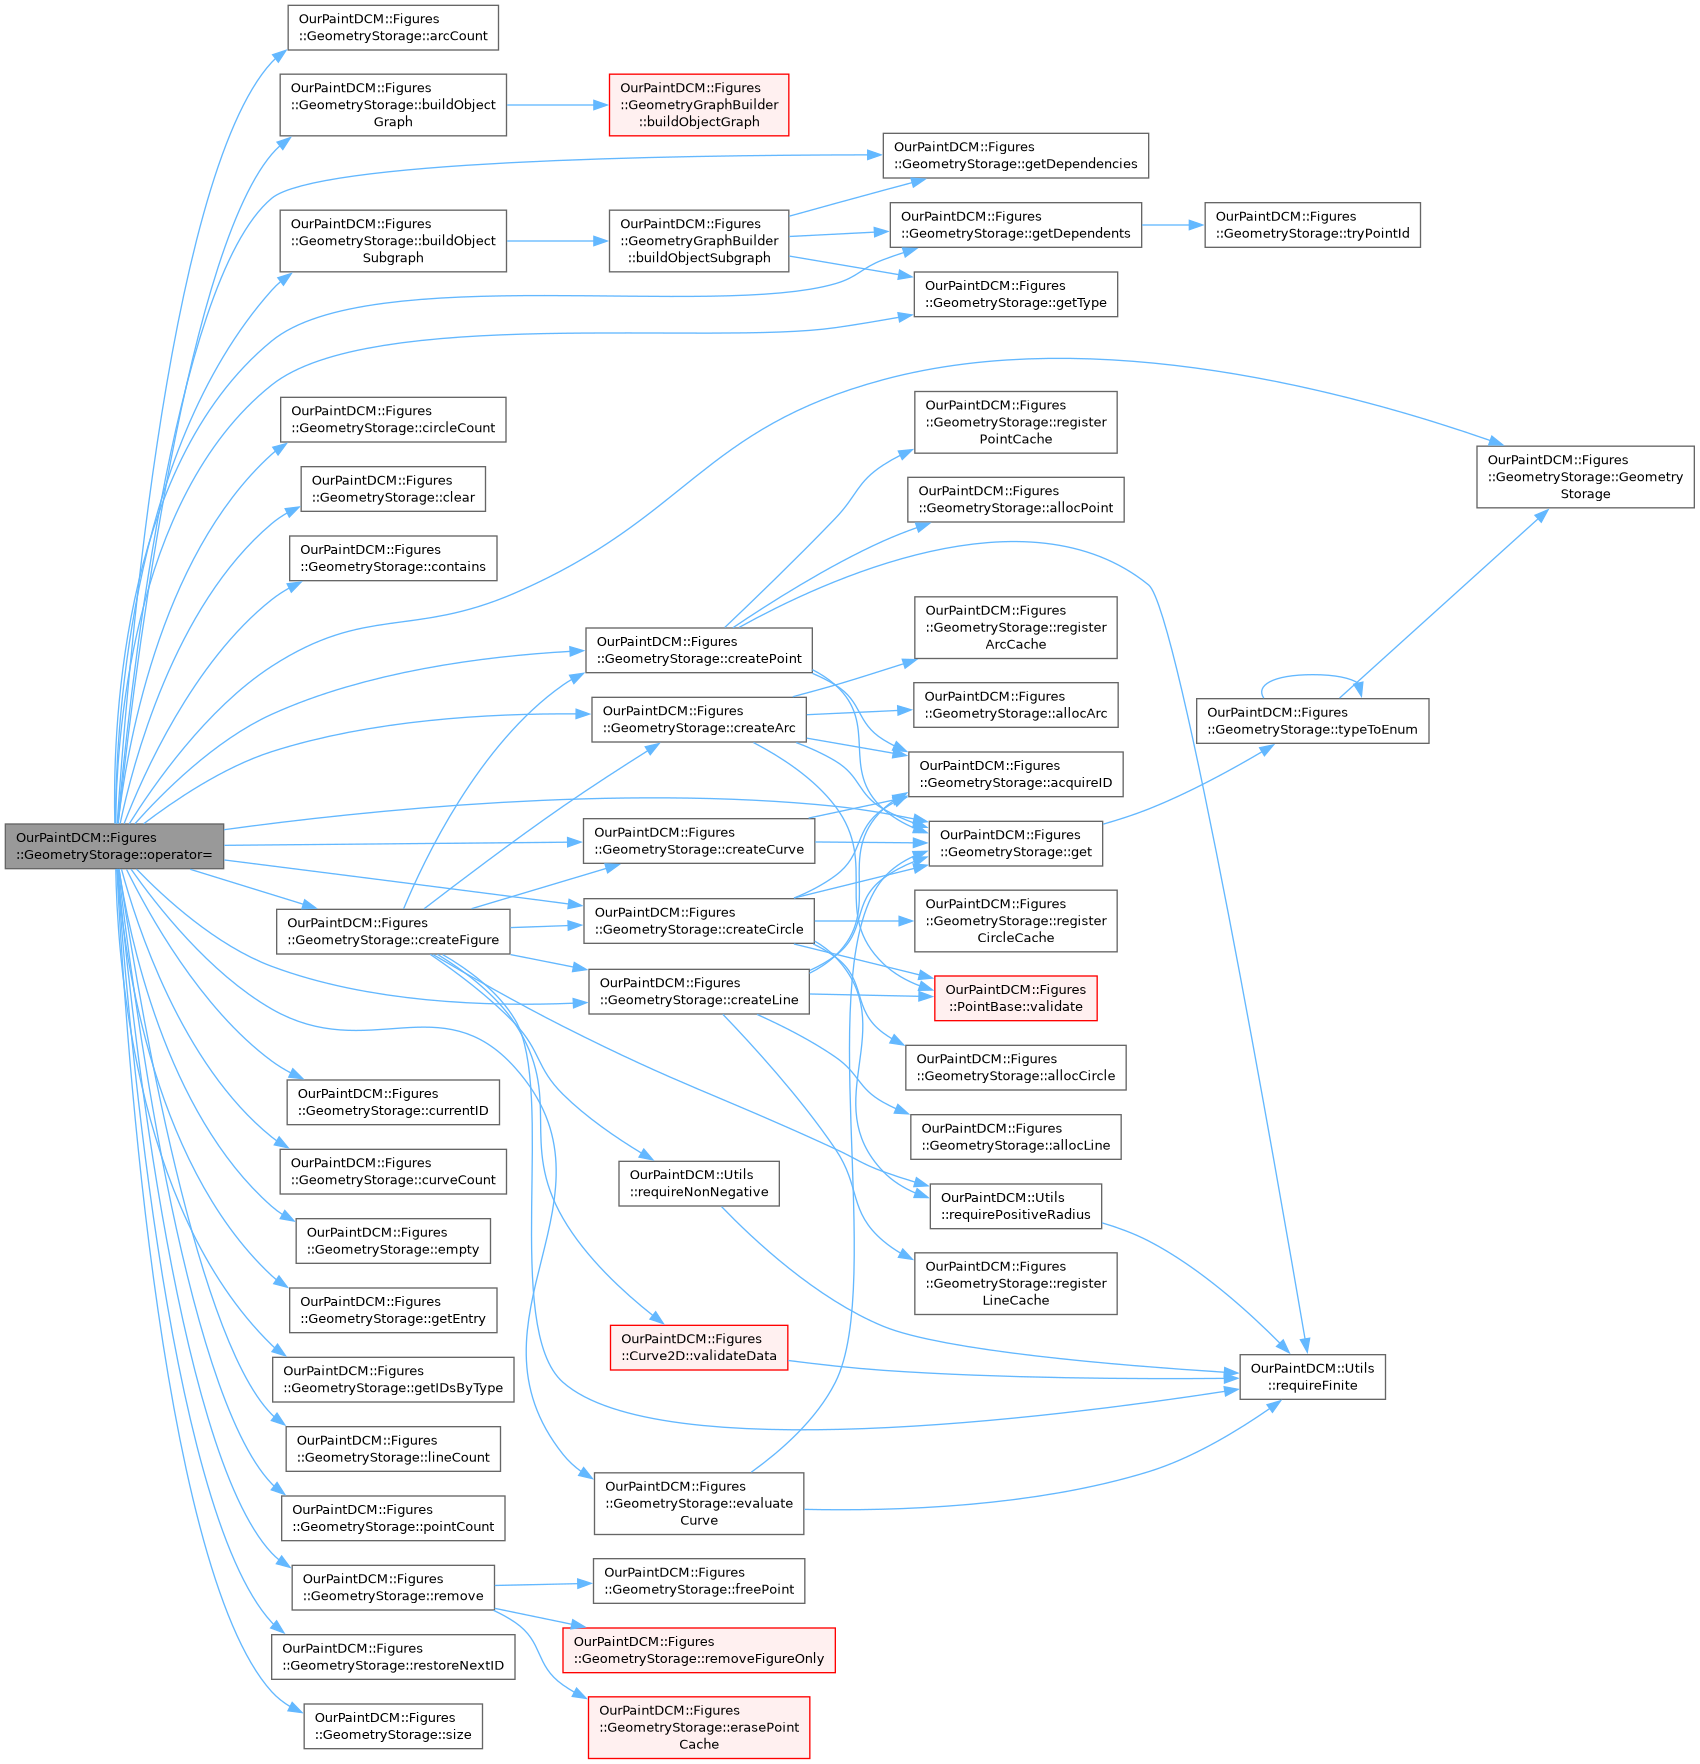 OurPaintDCM::Figures
::GeometryStorage::arcCount
OurPaintDCM::Figures
::GeometryStorage::buildObject
Graph
OurPaintDCM::Figures
::GeometryGraphBuilder
::buildObjectGraph
OurPaintDCM::Figures
::GeometryStorage::getDependencies
OurPaintDCM::Figures
::GeometryStorage::buildObject
Subgraph
OurPaintDCM::Figures
::GeometryGraphBuilder
::buildObjectSubgraph
OurPaintDCM::Figures
::GeometryStorage::getDependents
OurPaintDCM::Figures
::GeometryStorage::tryPointId
OurPaintDCM::Figures
::GeometryStorage::getType
OurPaintDCM::Figures
::GeometryStorage::circleCount
OurPaintDCM::Figures
::GeometryStorage::register
PointCache
OurPaintDCM::Figures
::GeometryStorage::Geometry
Storage
OurPaintDCM::Figures
::GeometryStorage::clear
OurPaintDCM::Figures
::GeometryStorage::allocPoint
OurPaintDCM::Figures
::GeometryStorage::contains
OurPaintDCM::Figures
::GeometryStorage::createPoint
OurPaintDCM::Figures
::GeometryStorage::register
ArcCache
OurPaintDCM::Figures
::GeometryStorage::createArc
OurPaintDCM::Figures
::GeometryStorage::allocArc
OurPaintDCM::Figures
::GeometryStorage::typeToEnum
OurPaintDCM::Figures
::GeometryStorage::acquireID
OurPaintDCM::Figures
::GeometryStorage::operator=
OurPaintDCM::Figures
::GeometryStorage::createCurve
OurPaintDCM::Figures
::GeometryStorage::get
OurPaintDCM::Figures
::GeometryStorage::createFigure
OurPaintDCM::Figures
::GeometryStorage::createCircle
OurPaintDCM::Figures
::GeometryStorage::register
CircleCache
OurPaintDCM::Figures
::GeometryStorage::createLine
OurPaintDCM::Figures
::PointBase::validate
OurPaintDCM::Figures
::GeometryStorage::allocCircle
OurPaintDCM::Figures
::GeometryStorage::currentID
OurPaintDCM::Figures
::GeometryStorage::allocLine
OurPaintDCM::Figures
::GeometryStorage::curveCount
OurPaintDCM::Utils
::requireNonNegative
OurPaintDCM::Utils
::requirePositiveRadius
OurPaintDCM::Figures
::GeometryStorage::empty
OurPaintDCM::Figures
::GeometryStorage::register
LineCache
OurPaintDCM::Figures
::GeometryStorage::getEntry
OurPaintDCM::Figures
::Curve2D::validateData
OurPaintDCM::Utils
::requireFinite
OurPaintDCM::Figures
::GeometryStorage::getIDsByType
OurPaintDCM::Figures
::GeometryStorage::lineCount
OurPaintDCM::Figures
::GeometryStorage::evaluate
Curve
OurPaintDCM::Figures
::GeometryStorage::pointCount
OurPaintDCM::Figures
::GeometryStorage::remove
OurPaintDCM::Figures
::GeometryStorage::freePoint
OurPaintDCM::Figures
::GeometryStorage::removeFigureOnly
OurPaintDCM::Figures
::GeometryStorage::restoreNextID
OurPaintDCM::Figures
::GeometryStorage::erasePoint
Cache
OurPaintDCM::Figures
::GeometryStorage::size